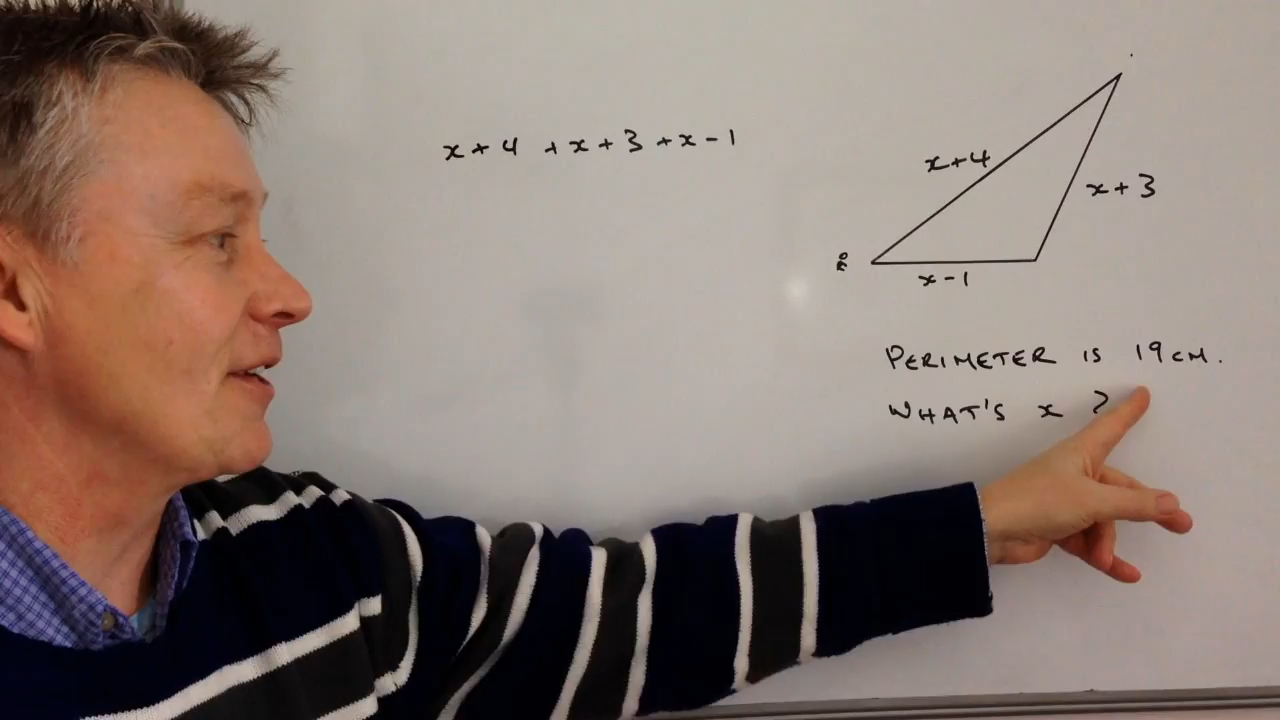 x+4 +x+3+x-1
x+4
x+3
x-1
PERIMETER IS 19CM.
WHAT'S x ?